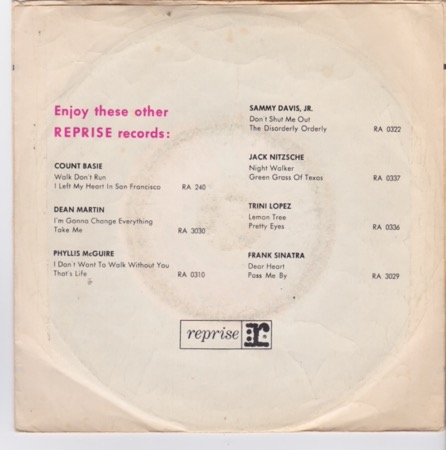 Enjoy these other
REPRISE records:
COUNT BASIE
Walk Don't Run
I Left My Heart In San Francisco RA 240
DEAN MARTIN
I'm Gonna Change Everything
Take Me RA 3030
PHYLLIS McGUIRE
I Don't Want To Walk Without You
That's Life RA 0310
SAMMY DAVIS, JR.
Don't Shut Me Out
The Disorderly Orderly RA 0322
JACK NITZSCHE
Night Walker
Green Grass Of Texas RA 0337
TRINI LOPEZ
Lemon Tree
Pretty Eyes RA 0336
FRANK SINATRA
Dear Heart
Pass Me By RA 3029
reprise r: